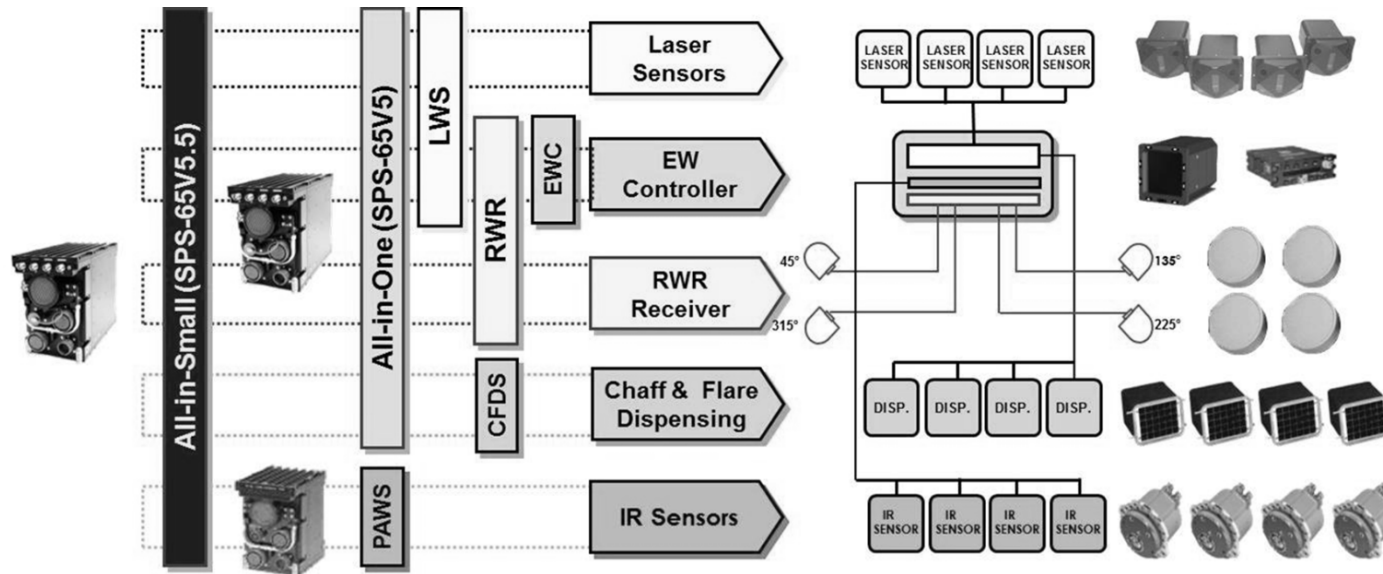 All-in-Small (SPS-65V5.5)
All-in-One (SPS-65V5)
LWS
RWR
EWC
CFDS
PAWS
Laser
Sensors
EW
Controller
RWR
Receiver
Chaff & Flare
Dispensing
IR Sensors
LASER
SENSOR
LASER
SENSOR
LASER
SENSOR
LASER
SENSOR
45°
135°
315°
225°
DISP.
DISP.
DISP.
DISP.
IR
SENSOR
IR
SENSOR
IR
SENSOR
IR
SENSOR